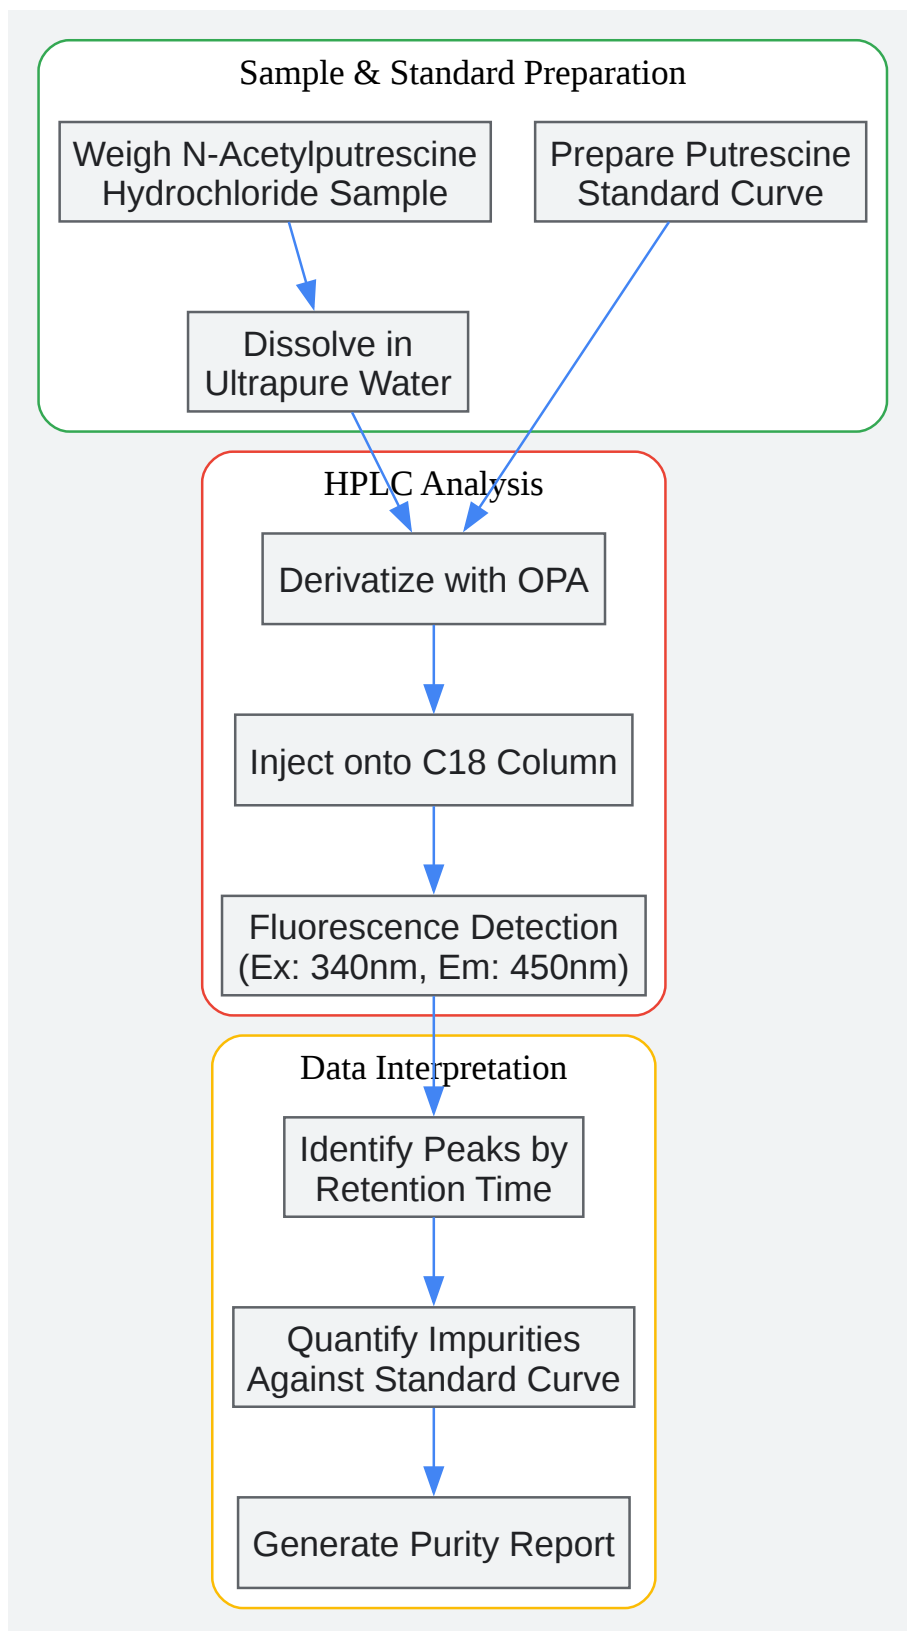 Sample & Standard Preparation
Weigh N-Acetylputrescine
Hydrochloride Sample
Prepare Putrescine
Standard Curve
Dissolve in
Ultrapure Water
HPLC Analysis
Derivatize with OPA
Inject onto C18 Column
Fluorescence Detection
(Ex: 340nm, Em: 450nm)
Data Interpretation
Identify Peaks by
Retention Time
Quantify Impurities
Against Standard Curve
Generate Purity Report